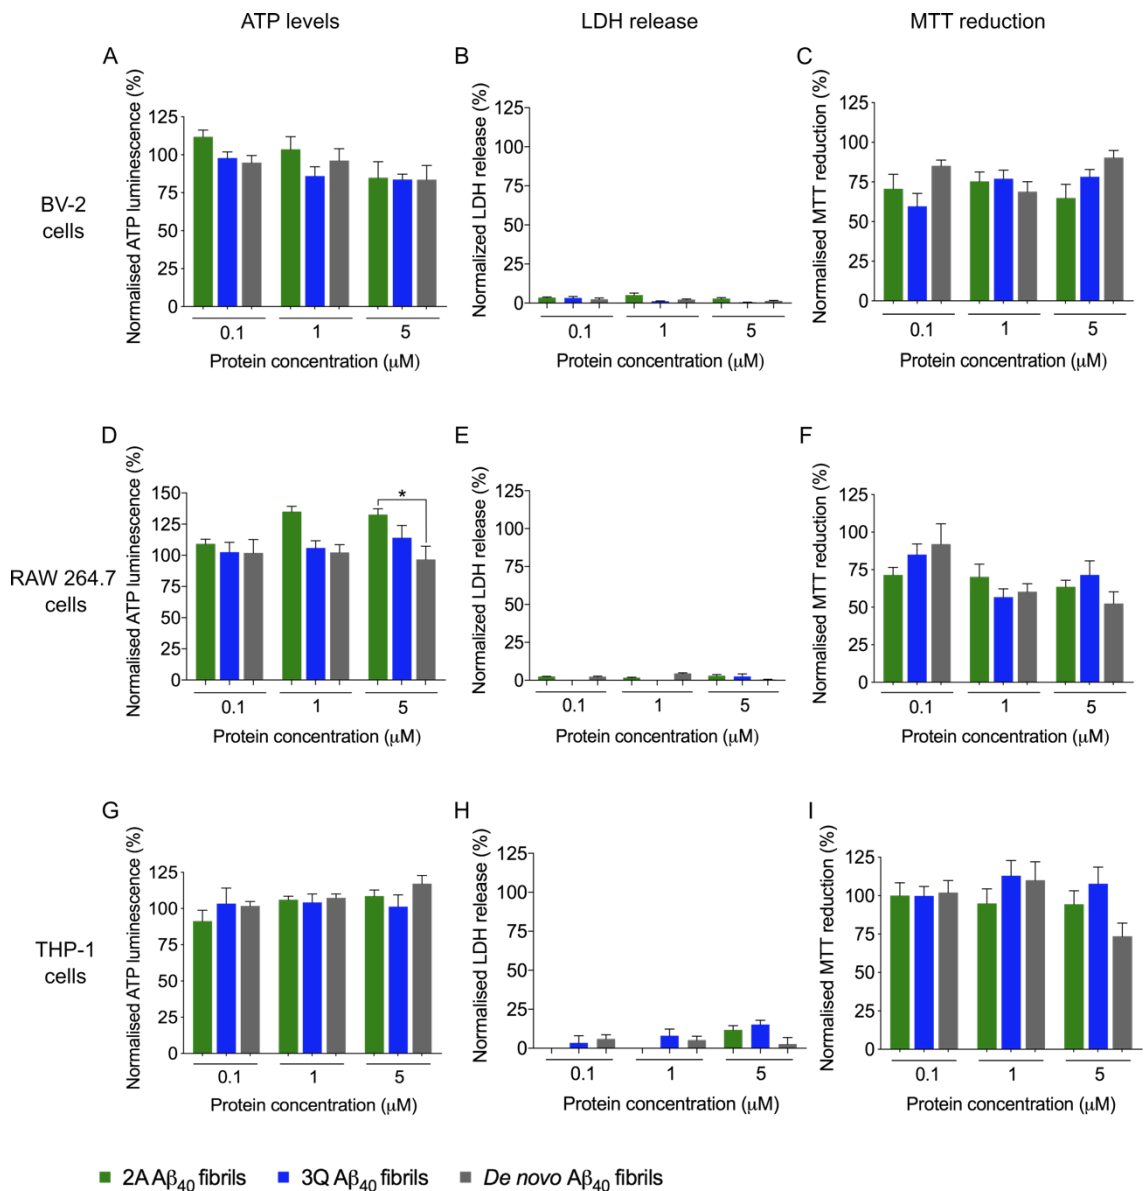 ATP levels
LDH release
MTT reduction
BV-2
cells
A
Normalised ATP luminescence (%)
125
100
75
50
25
0
0.1
1
5
Protein concentration (μM)
B
Normalized LDH release (%)
125
100
75
50
25
0
0.1
1
5
Protein concentration (μM)
C
Normalised MTT reduction (%)
125
100
75
50
25
0
0.1
1
5
Protein concentration (μM)
RAW 264.7
cells
D
Normalised ATP luminescence (%)
150
125
100
75
50
25
0
*
0.1
1
5
Protein concentration (μM)
E
Normalized LDH release (%)
125
100
75
50
25
0
0.1
1
5
Protein concentration (μM)
F
Normalised MTT reduction (%)
125
100
75
50
25
0
0.1
1
5
Protein concentration (μM)
THP-1
cells
G
Normalised ATP luminescence (%)
125
100
75
50
25
0
0.1
1
5
Protein concentration (μM)
H
Normalised LDH release (%)
125
100
75
50
25
0
0.1
1
5
Protein concentration (μM)
I
Normalised MTT reduction (%)
125
100
75
50
25
0
0.1
1
5
Protein concentration (μM)
2A Aβ40 fibrils
3Q Aβ40 fibrils
De novo Aβ40 fibrils